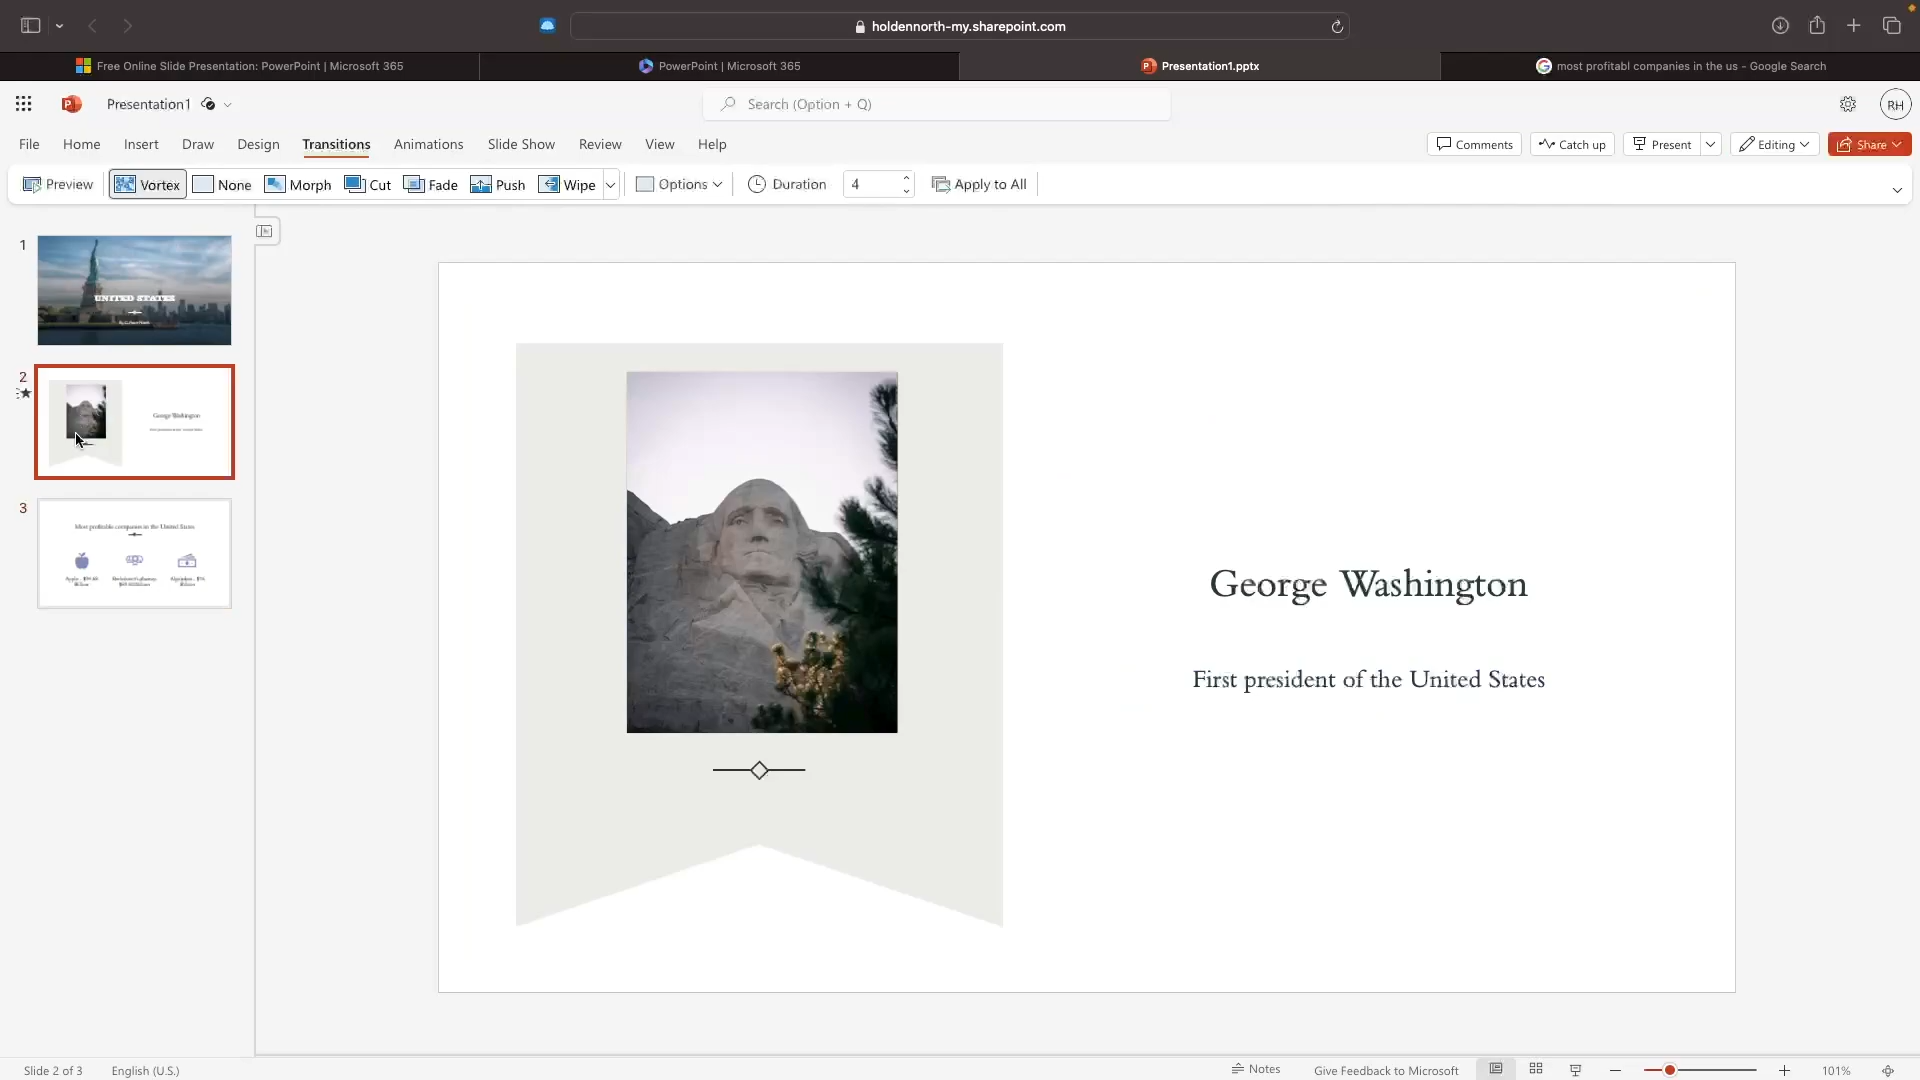 holdennorth-my.sharepoint.com
Free Online Slide Presentation: PowerPoint | Microsoft 365
PowerPoint | Microsoft 365
Presentation1.pptx
most profitabl companies in the us - Google Search
Presentation1
Search (Option + Q)
RH
File Home Insert Draw Design Transitions Animations Slide Show Review View Help
Comments Catch up Present Editing Share
Preview Vortex None Morph Cut Fade Push Wipe Options Duration 4 Apply to All
1
UNITED STATES
2
George Washington
3
Most profitable companies in the United States
George Washington
First president of the United States
Slide 2 of 3 English (U.S.) Notes Give Feedback to Microsoft 101%